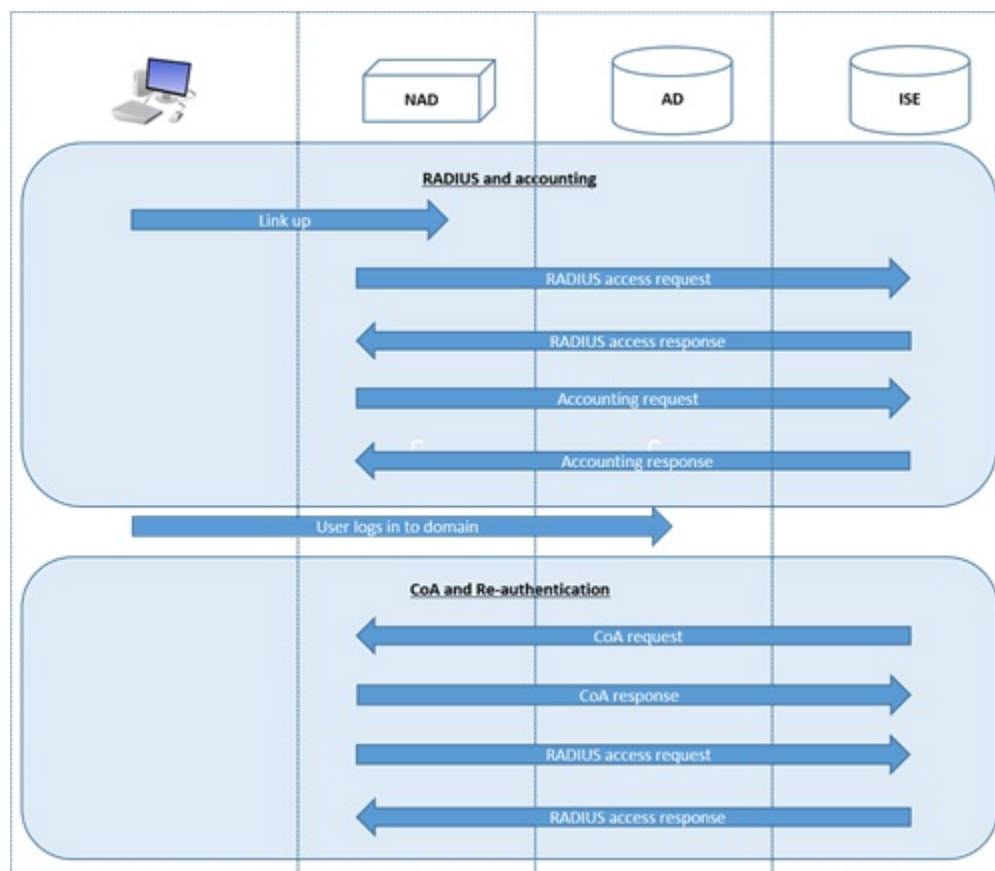 NAD
AD
ISE
RADIUS and accounting
Link up
RADIUS access request
RADIUS access response
Accounting request
Accounting response
User logs in to domain
CoA and Re-authentication
CoA request
CoA response
RADIUS access request
RADIUS access response